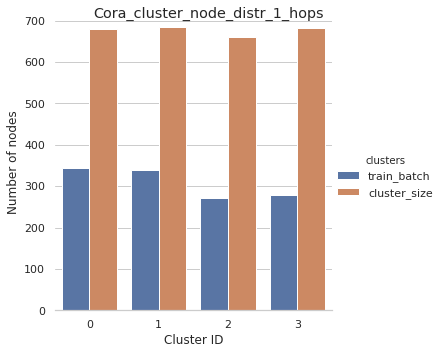 Cora_cluster_node_distr_1_hops
Number of nodes
700
600
500
400
300
200
100
0
0 1 2 3
Cluster ID
clusters
train_batch
cluster_size